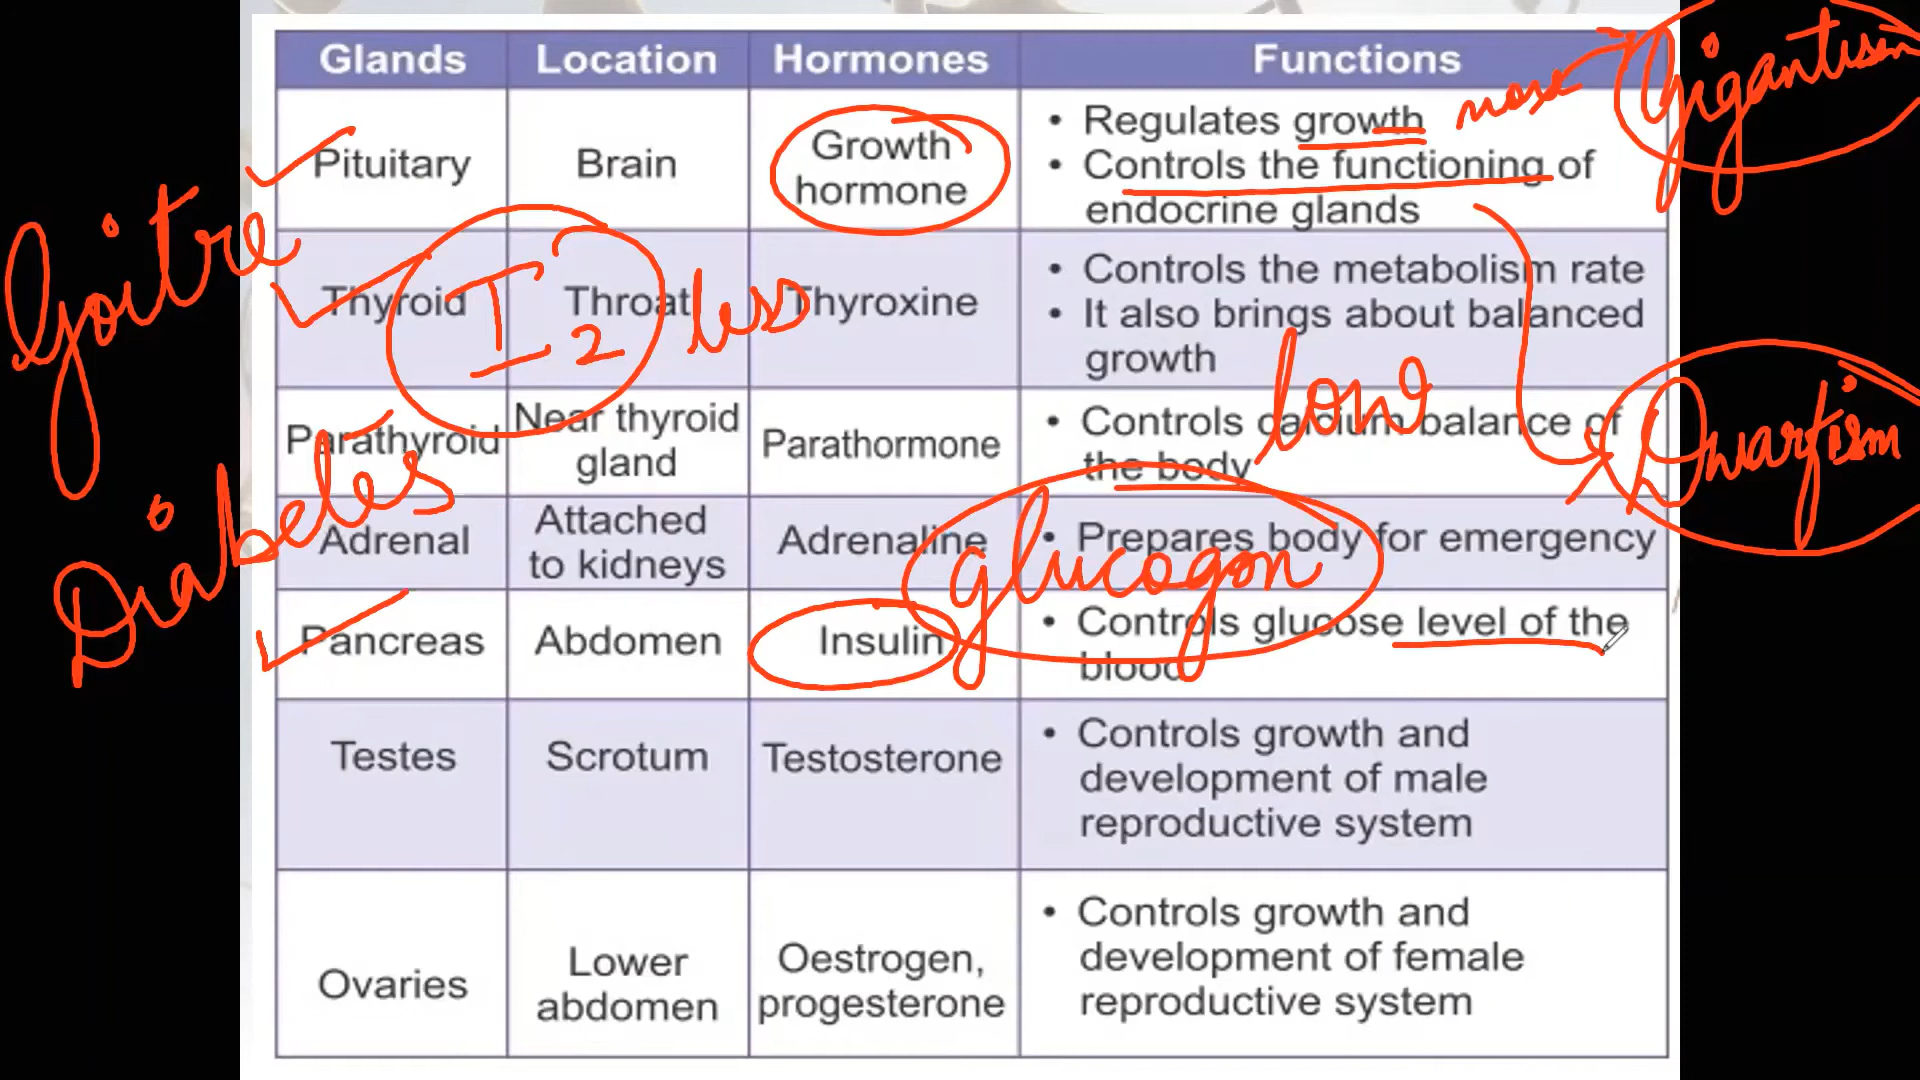 Glands Location Hormones Functions
Pituitary Brain Growth hormone
• Regulates growth
• Controls the functioning of
endocrine glands
more Gigantism
low Dwarfism
Thyroid Throat Thyroxine
• Controls the metabolism rate
• It also brings about balanced
growth
Goitre
I2 less
Parathyroid Near thyroid gland Parathormone
• Controls calcium balance of
the body
Adrenal Attached to kidneys Adrenaline
• Prepares body for emergency
Diabetes
Pancreas Abdomen Insulin
glucogon
• Controls glucose level of the
blood
Testes Scrotum Testosterone
• Controls growth and
development of male
reproductive system
Ovaries Lower abdomen Oestrogen, progesterone
• Controls growth and
development of female
reproductive system